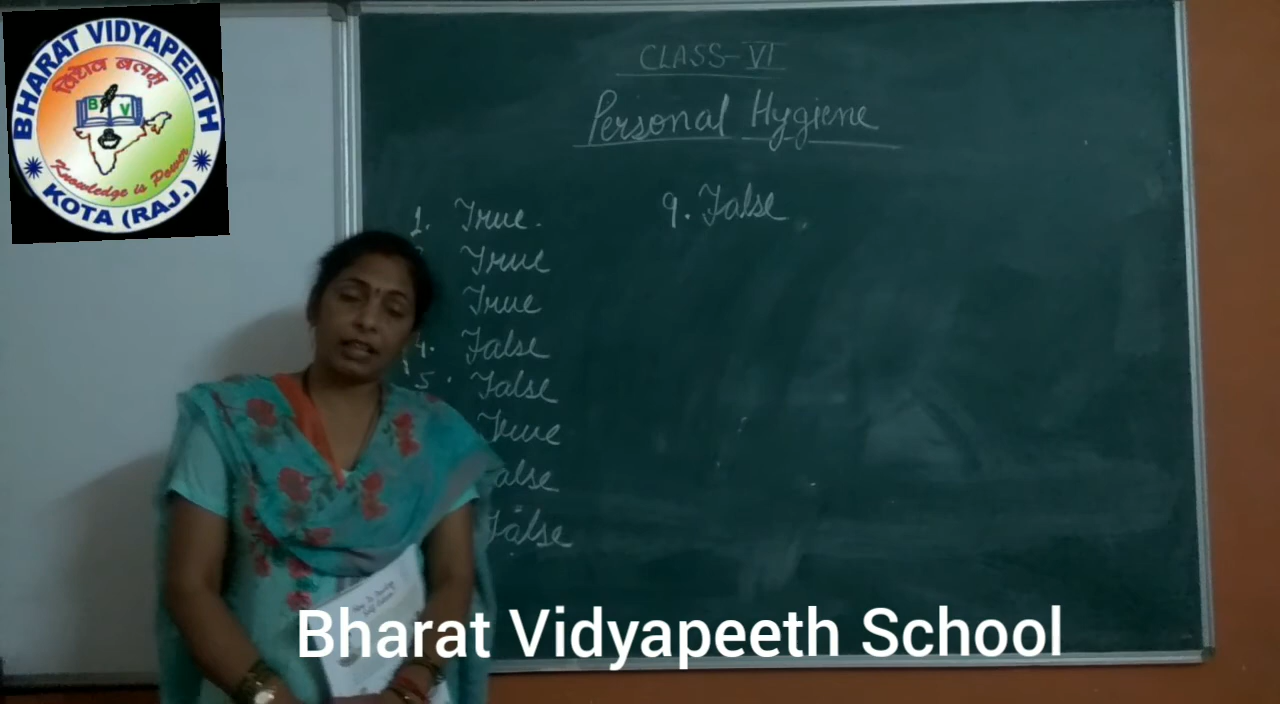 BHARAT VIDYAPEETH
विद्यैव बलम्
B V
Knowledge is Power
KOTA (RAJ.)
CLASS-VI
Personal Hygiene
1. True.
True
True
4. False
5. False
True
alse
False
9. False
Bharat Vidyapeeth School